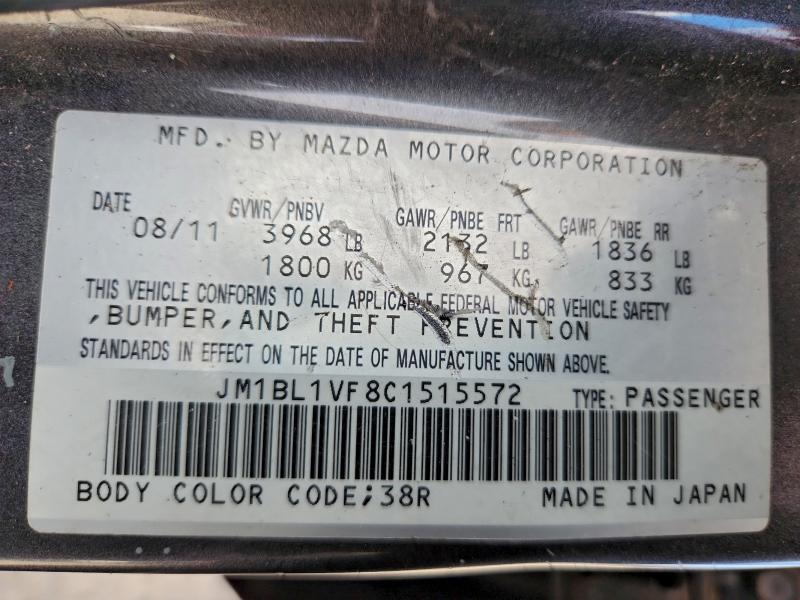 MFD. BY MAZDA MOTOR CORPORATION
DATE GVWR/PNBV GAWR/PNBE FRT GAWR/PNBE RR
08/11 3968 LB 2132 LB 1836 LB
1800 KG 967 KG, 833 KG
THIS VEHICLE CONFORMS TO ALL APPLICABLE FEDERAL MOTOR VEHICLE SAFETY
,BUMPER,AND THEFT PREVENTION
STANDARDS IN EFFECT ON THE DATE OF MANUFACTURE SHOWN ABOVE.
JM1BL1VF8C1515572 TYPE: PASSENGER
BODY COLOR CODE;38R MADE IN JAPAN